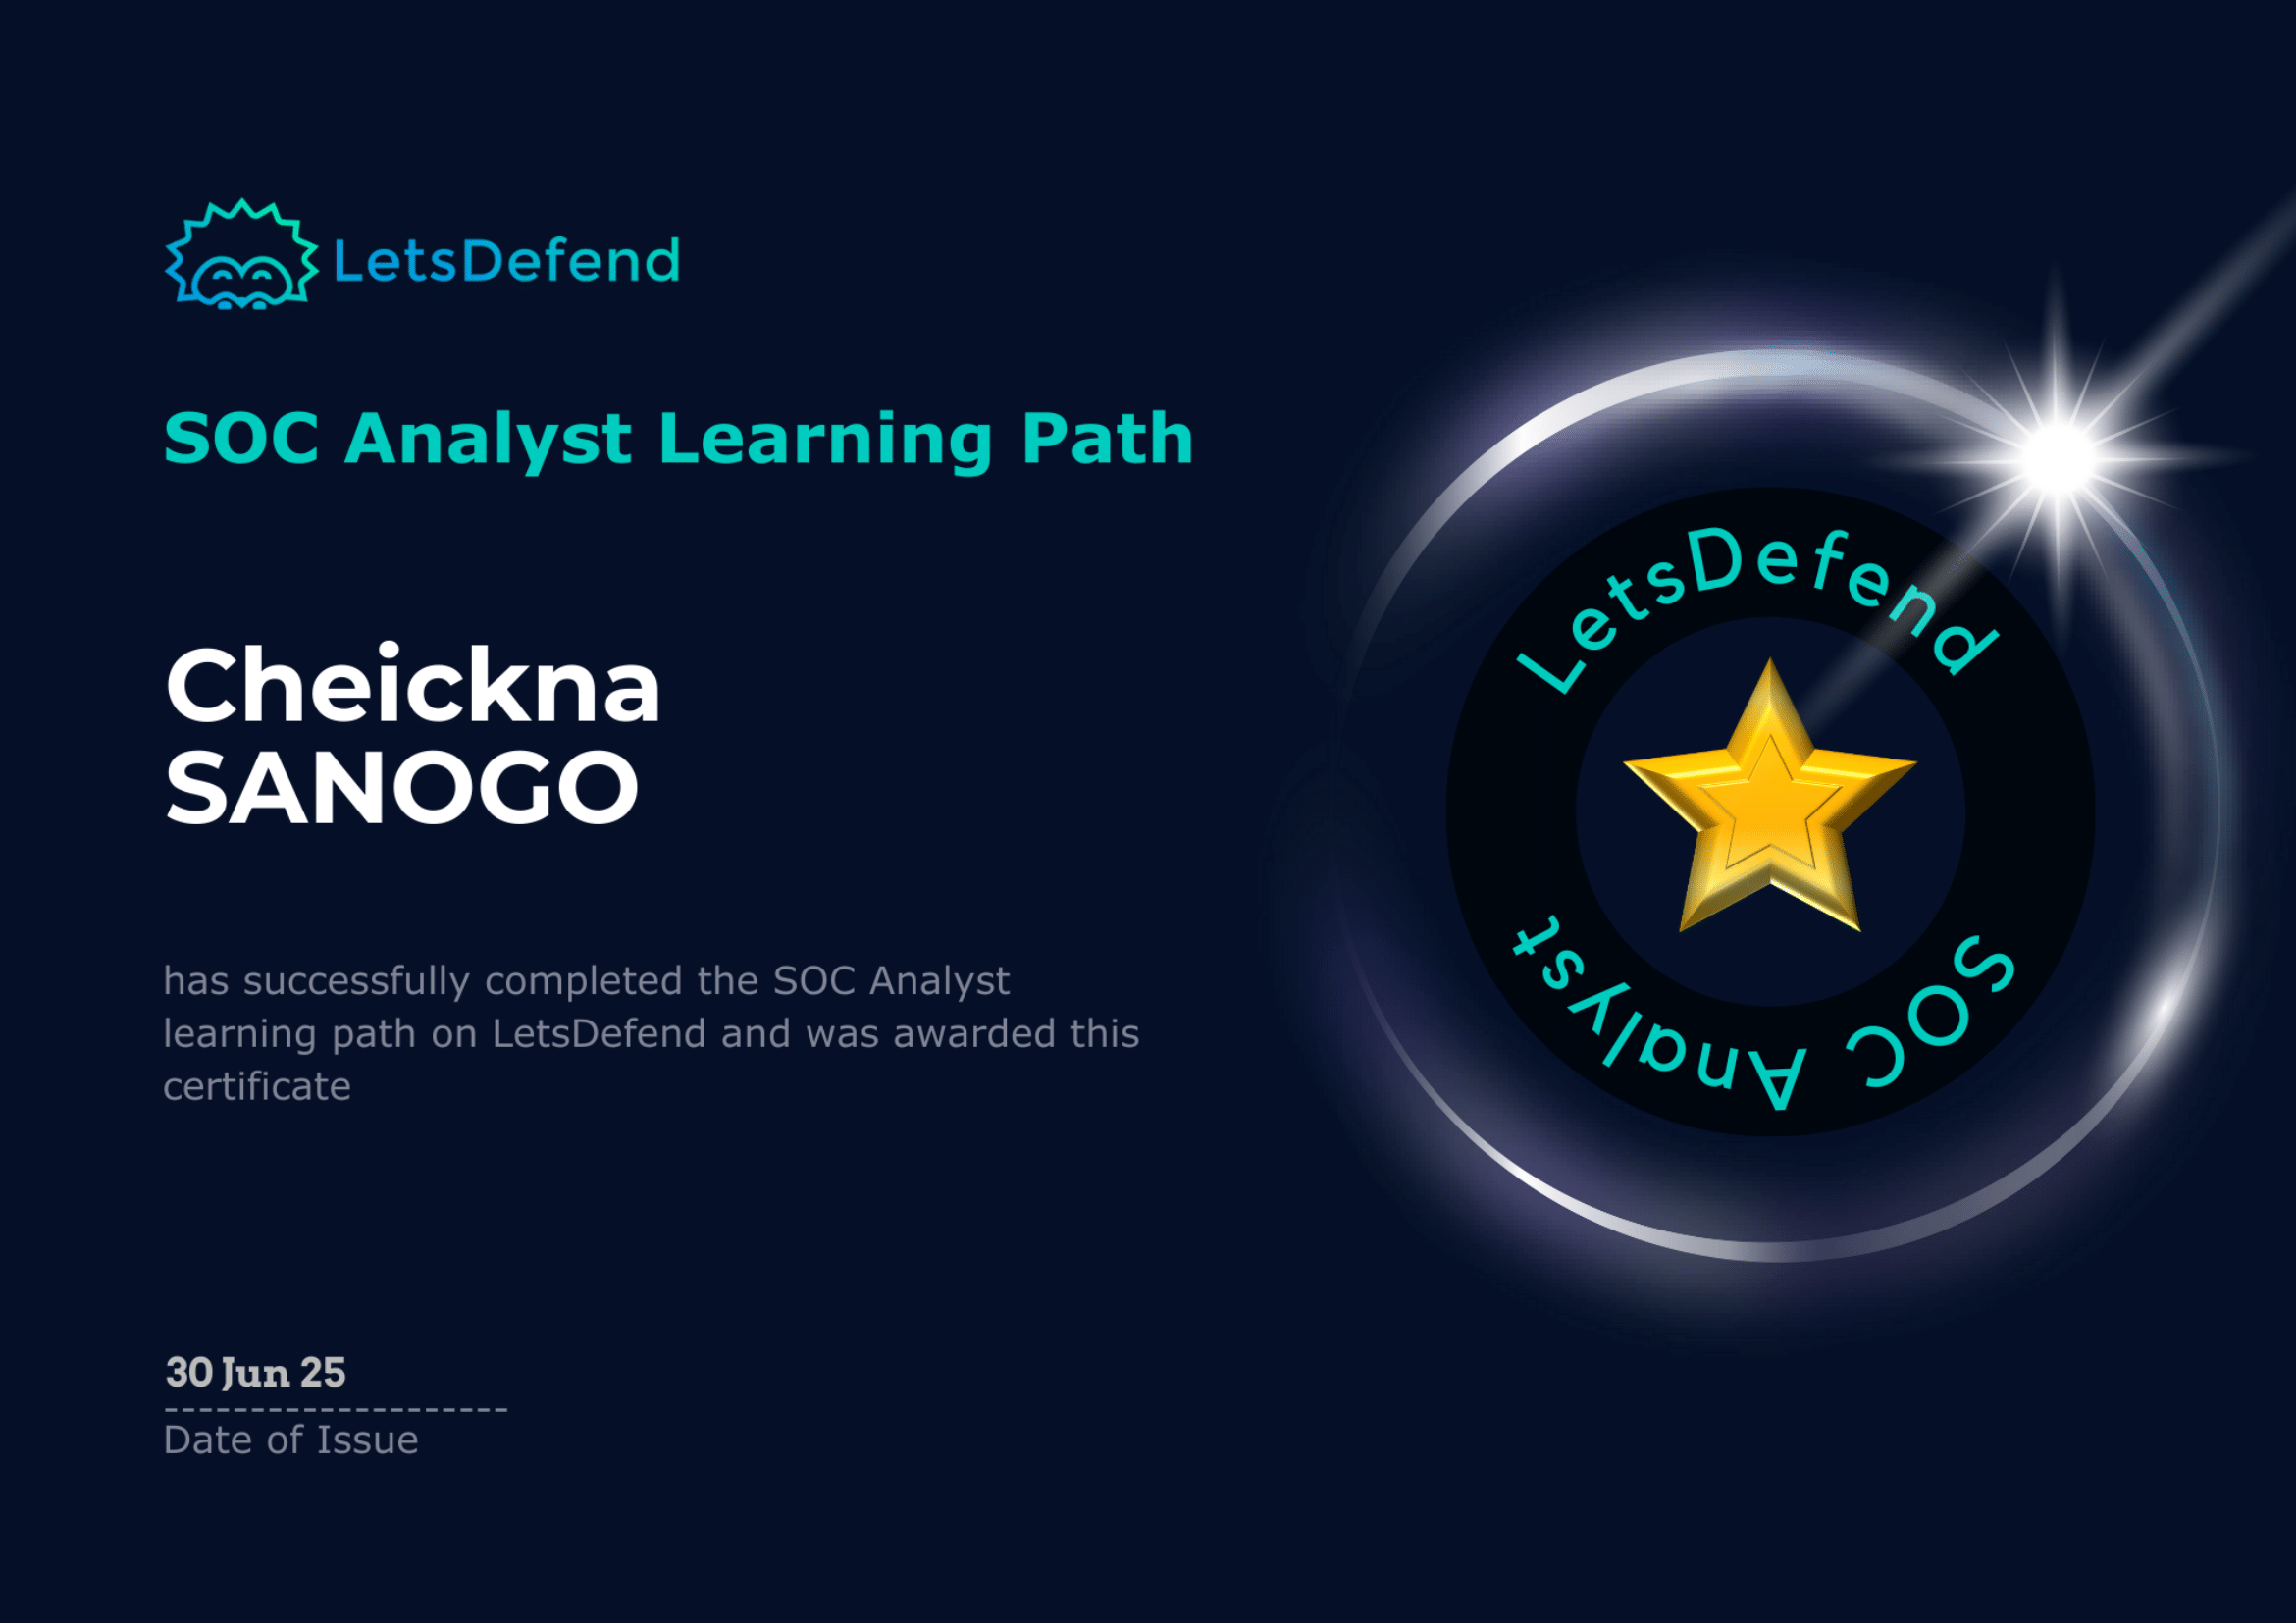 LetsDefend
SOC Analyst Learning Path
Cheickna
SANOGO
has successfully completed the SOC Analyst
learning path on LetsDefend and was awarded this
certificate
30 Jun 25
--------------------
Date of Issue
LetsDefend
SOC Analyst